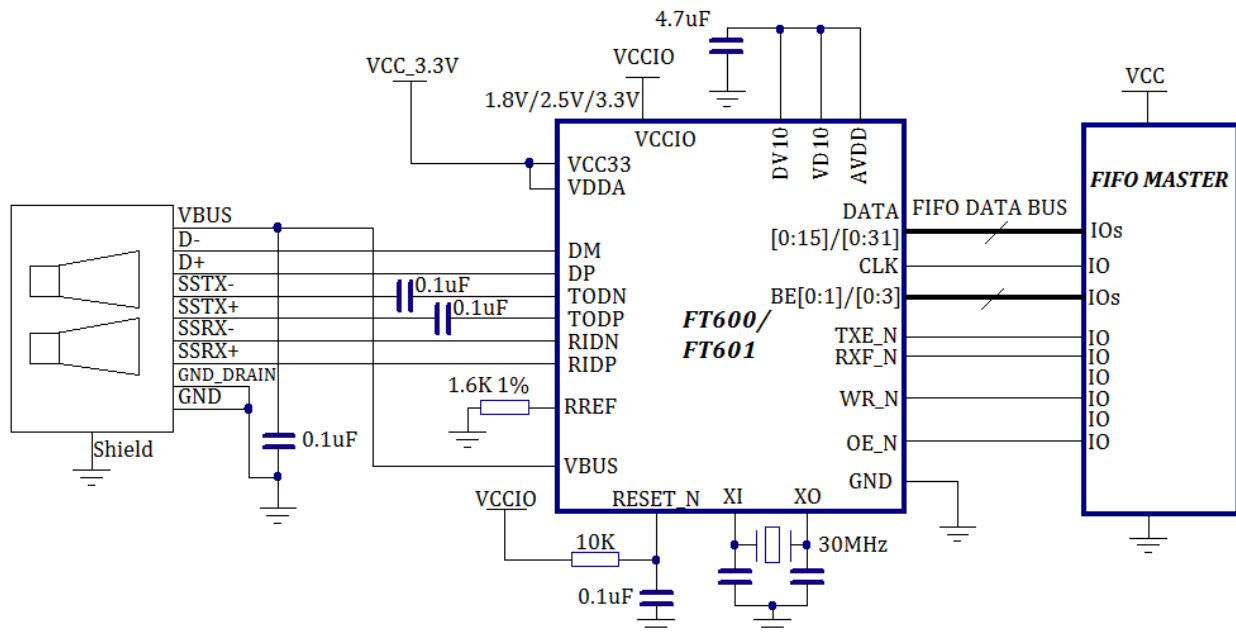 4.7uF
VCCIO
VCC_3.3V
VCC
1.8V/2.5V/3.3V
VCCIO
DV10
VD10
AVDD
VCC33
VDDA
FIFO MASTER
VBUS
DATA
FIFO DATA BUS
D-
DM
[0:15]/[0:31]
IOs
D+
DP
CLK
IO
SSTX-
0.1uF
TODN
BE[0:1]/[0:3]
IOs
SSTX+
0.1uF
TODP
FT600/
FT601
SSRX-
RIDN
TXE_N
IO
SSRX+
RIDP
RXF_N
IO
GND_DRAIN
IO
GND
1.6K 1%
RREF
WR_N
IO
IO
Shield
0.1uF
OE_N
IO
VBUS
GND
VCCIO
RESET_N
XI
XO
10K
30MHz
0.1uF